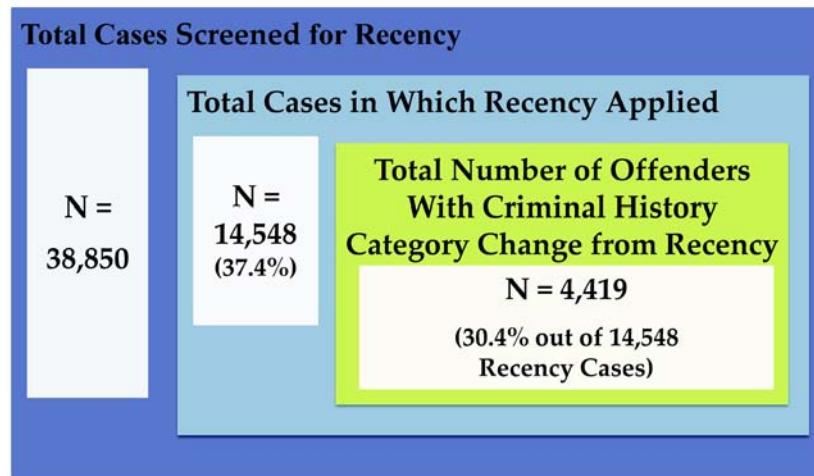 Total Cases Screened for Recency
N =
38,850
Total Cases in Which Recency Applied
N =
14,548
(37.4%)
Total Number of Offenders
With Criminal History
Category Change from Recency
N = 4,419
(30.4% out of 14,548
Recency Cases)